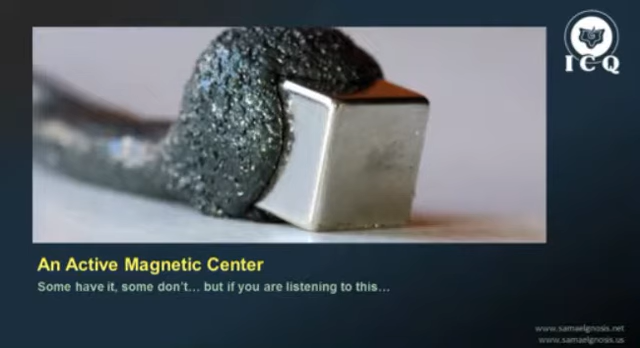 ICQ
An Active Magnetic Center
Some have it, some don't... but if you are listening to this...
www.samaelgnosis.net
www.samaelgnosis.us